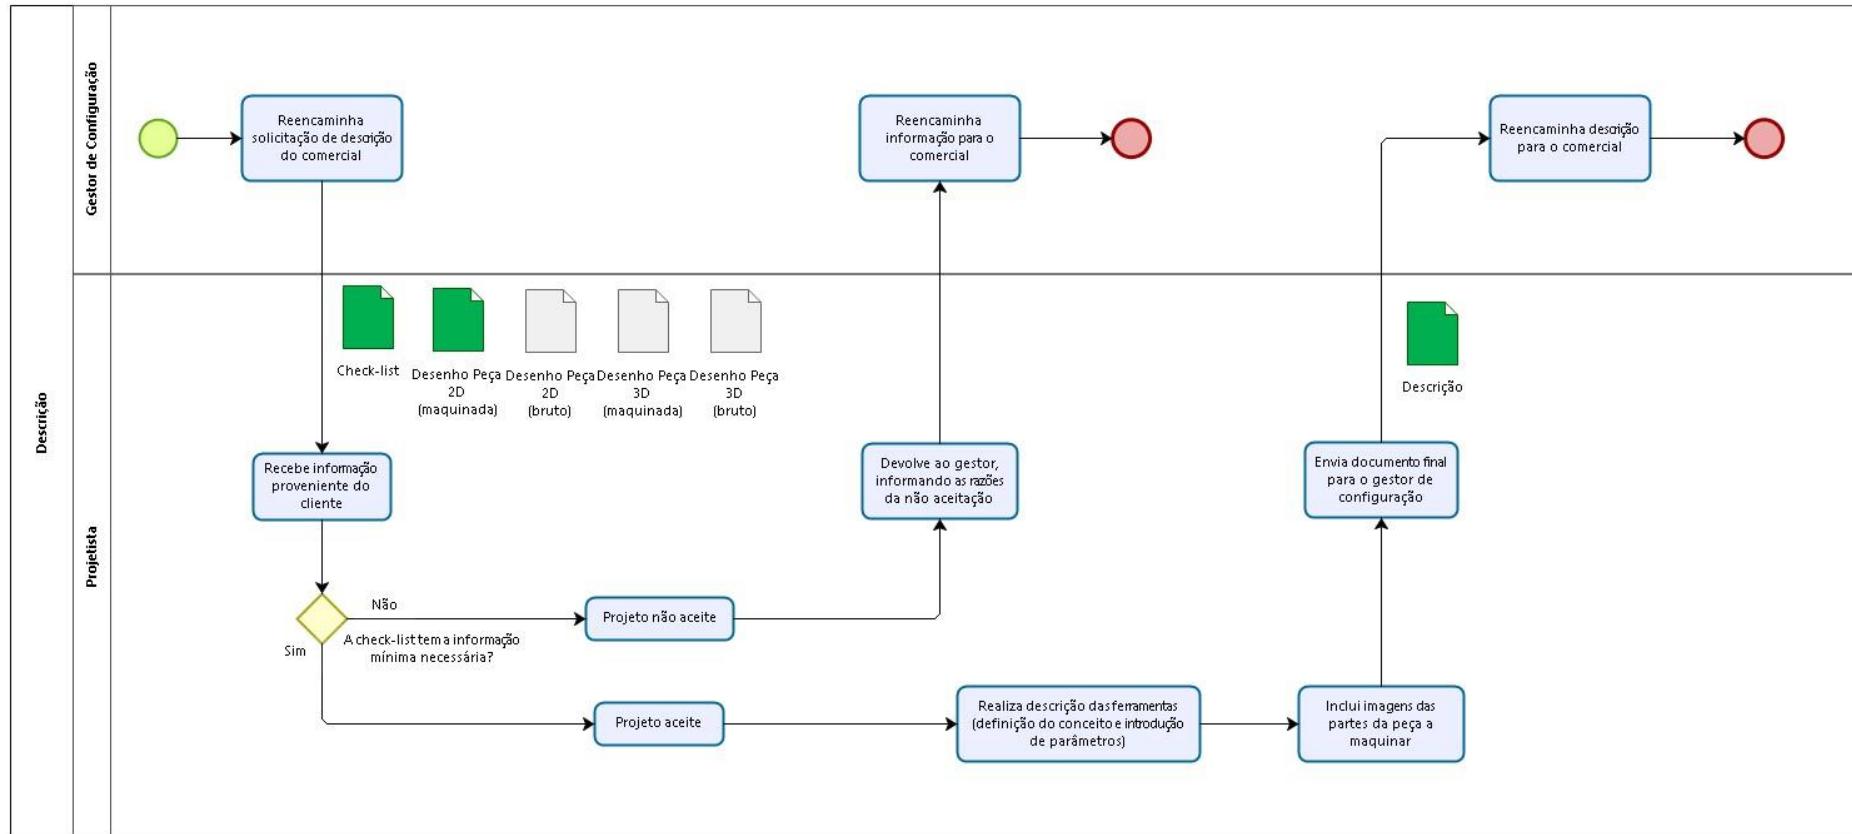 Descrição
Gestor de Configuração
Reencaminha
solicitação de descrição
do comercial
Reencaminha
informação para o
comercial
Reencaminha descrição
para o comercial
Projetista
Check-list
Desenho Peça
2D
(maquinada)
Desenho Peça
2D
(bruto)
Desenho Peça
3D
(maquinada)
Desenho Peça
3D
(bruto)
Descrição
Recebe informação
proveniente do
cliente
Devolve ao gestor,
informando as razões
da não aceitação
Envia documento final
para o gestor de
configuração
Não
Sim
A check-list tem a informação
mínima necessária?
Projeto não aceite
Projeto aceite
Realiza descrição das ferramentas
(definição do conceito e introdução
de parâmetros)
Inclui imagens das
partes da peça a
maquinar